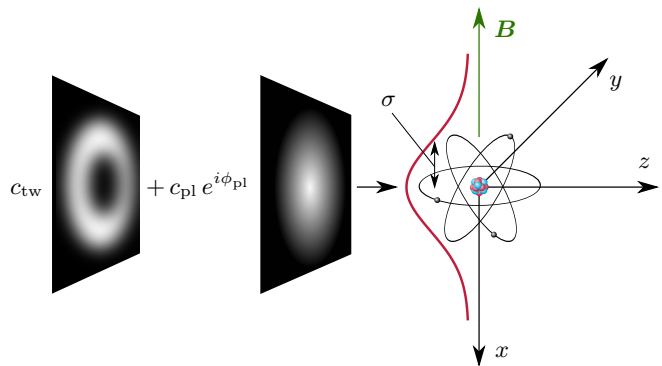 B
y
σ
z
c_tw + c_pl e^{iϕ_pl}
x